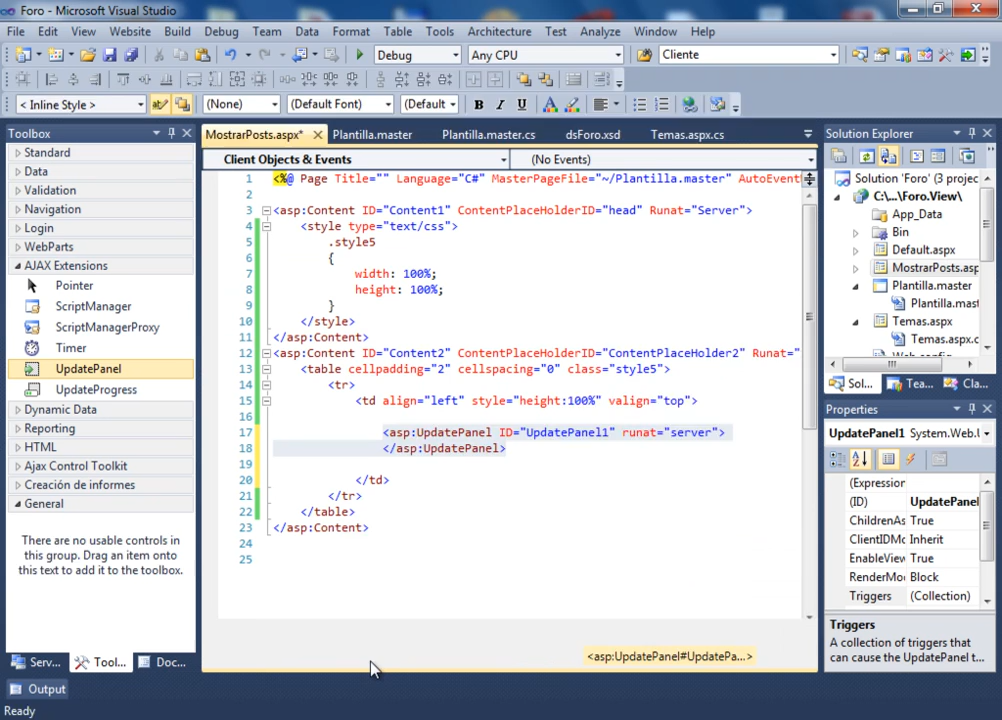 Foro - Microsoft Visual Studio
File Edit View Website Build Debug Team Data Format Table Tools Architecture Test Analyze Window Help
Debug Any CPU Cliente
< Inline Style > (None) (Default Font) (Default B I U A
Toolbox
Standard
Data
Validation
Navigation
Login
WebParts
AJAX Extensions
Pointer
ScriptManager
ScriptManagerProxy
Timer
UpdatePanel
UpdateProgress
Dynamic Data
Reporting
HTML
Ajax Control Toolkit
Creación de informes
General
There are no usable controls in
this group. Drag an item onto
this text to add it to the toolbox.
Serv... Tool... Doc...
MostrarPosts.aspx* Plantilla.master Plantilla.master.cs dsForo.xsd Temas.aspx.cs
Client Objects & Events (No Events)
1 <%@ Page Title="" Language="C#" MasterPageFile="~/Plantilla.master" AutoEvent
2
3 <asp:Content ID="Content1" ContentPlaceHolderID="head" Runat="Server">
4 <style type="text/css">
5 .style5
6 {
7 width: 100%;
8 height: 100%;
9 }
10 </style>
11 </asp:Content>
12 <asp:Content ID="Content2" ContentPlaceHolderID="ContentPlaceHolder2" Runat="
13 <table cellpadding="2" cellspacing="0" class="style5">
14 <tr>
15 <td align="left" style="height:100%" valign="top">
16
17 <asp:UpdatePanel ID="UpdatePanel1" runat="server">
18 </asp:UpdatePanel>
19
20 </td>
21 </tr>
22 </table>
23 </asp:Content>
24
25
<asp:UpdatePanel#UpdatePa...>
Solution Explorer
Solution 'Foro' (3 projec
C:\...\Foro.View\
App_Data
Bin
Default.aspx
MostrarPosts.asp
Plantilla.master
Plantilla.mast
Temas.aspx
Temas.aspx.c
Sol... Tea... Cla...
Properties
UpdatePanel1 System.Web.U
(Expression
(ID) UpdatePanel
ChildrenAs True
ClientIDMo Inherit
EnableView True
RenderMo Block
Triggers (Collection)
Triggers
A collection of triggers that
can cause the UpdatePanel t...
Output
Ready